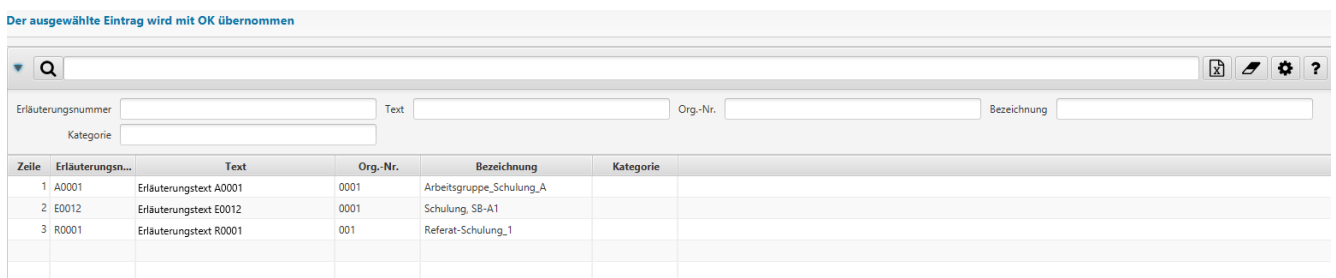 Der ausgewählte Eintrag wird mit OK übernommen
Erläuterungsnummer Text Org.-Nr. Bezeichnung
Kategorie
Zeile Erläuterungsn... Text Org.-Nr. Bezeichnung Kategorie
1 A0001 Erläuterungstext A0001 0001 Arbeitsgruppe_Schulung_A
2 E0012 Erläuterungstext E0012 0001 Schulung, SB-A1
3 R0001 Erläuterungstext R0001 001 Referat-Schulung_1